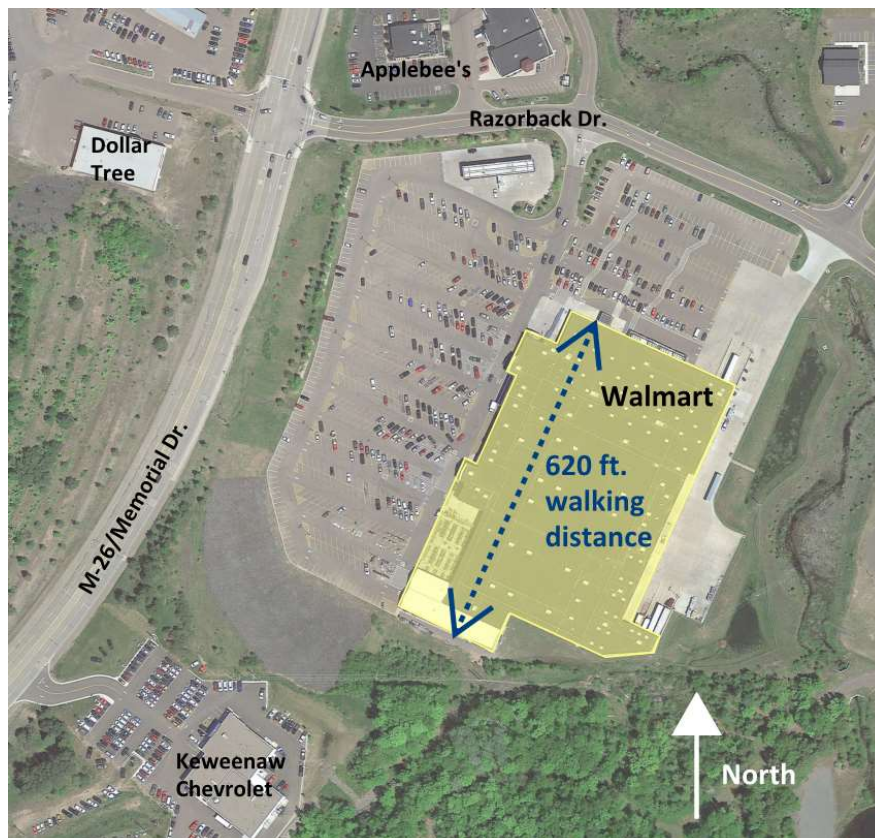 Applebee's
Razorback Dr.
Dollar
Tree
Walmart
620 ft.
walking
distance
M-26/Memorial Dr.
Keweenaw
Chevrolet
North